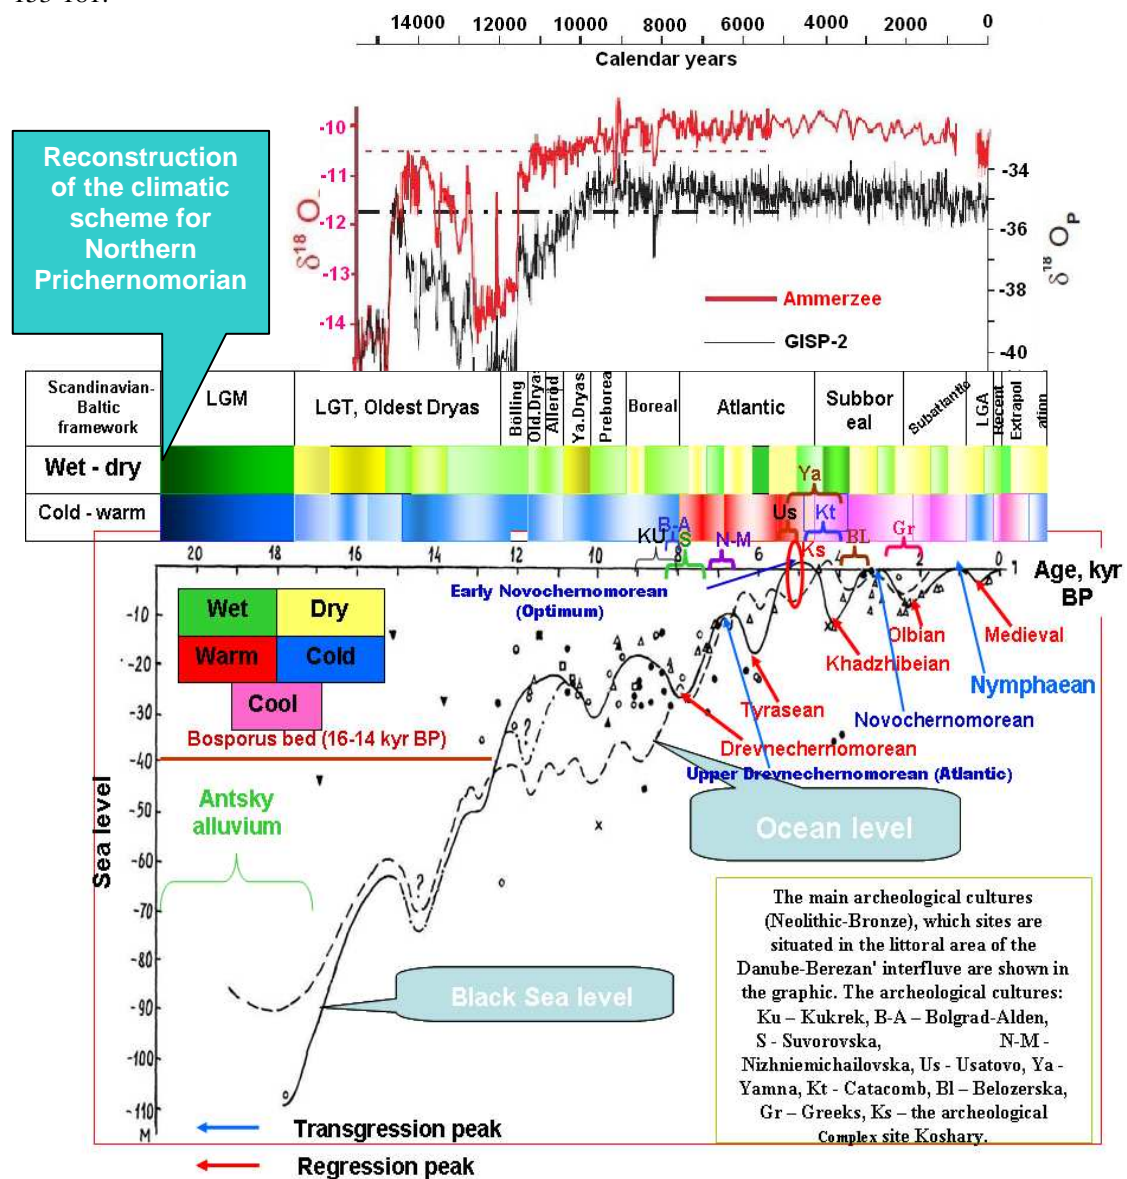 14000 12000 10000 8000 6000 4000 2000 0
Calendar years
-10
-11
-12
-13
-14
δ18 O
-34
-36
-38
-40
δ18 Op
Ammerzee
GISP-2
Reconstruction
of the climatic
scheme for
Northern
Prichernomorian
Scandinavian-
Baltic
framework
LGM
LGT, Oldest Dryas
Bölling
Old.Dryas
Alleröd
Ya.Dryas
Preboreal
Boreal
Atlantic
Subbor
eal
Subatlantic
LGA
Recent
Extrapol
ation
Wet - dry
Cold - warm
Ya
Us
Kt
B-A
KU
S
N-M
Ks
BL
Gr
20 18 16 14 12 10 8 6 4 2 0 1
Age, kyr
BP
Early Novochernomorean
(Optimum)
Wet
Dry
Warm
Cold
Cool
Bosporus bed (16-14 kyr BP)
Olbian
Medieval
Khadzhibeian
Nymphaean
Tyrasean
Novochernomorean
Drevnechernomorean
Upper Drevnechernomorean (Atlantic)
Antsky
alluvium
Ocean level
Black Sea level
Sea level
-10
-20
-30
-40
-50
-60
-70
-80
-90
-100
-110
M
?
?
The main archeological cultures
(Neolithic-Bronze), which sites are
situated in the littoral area of the
Danube-Berezan' interfluve are shown in
the graphic. The archeological cultures:
Ku – Kukrek, B-A – Bolgrad-Alden,
S - Suvorovska, N-M -
Nizhniemichailovska, Us - Usatovo, Ya -
Yamna, Kt - Catacomb, Bl – Belozerska,
Gr – Greeks, Ks – the archeological
Complex site Koshary.
Transgression peak
Regression peak